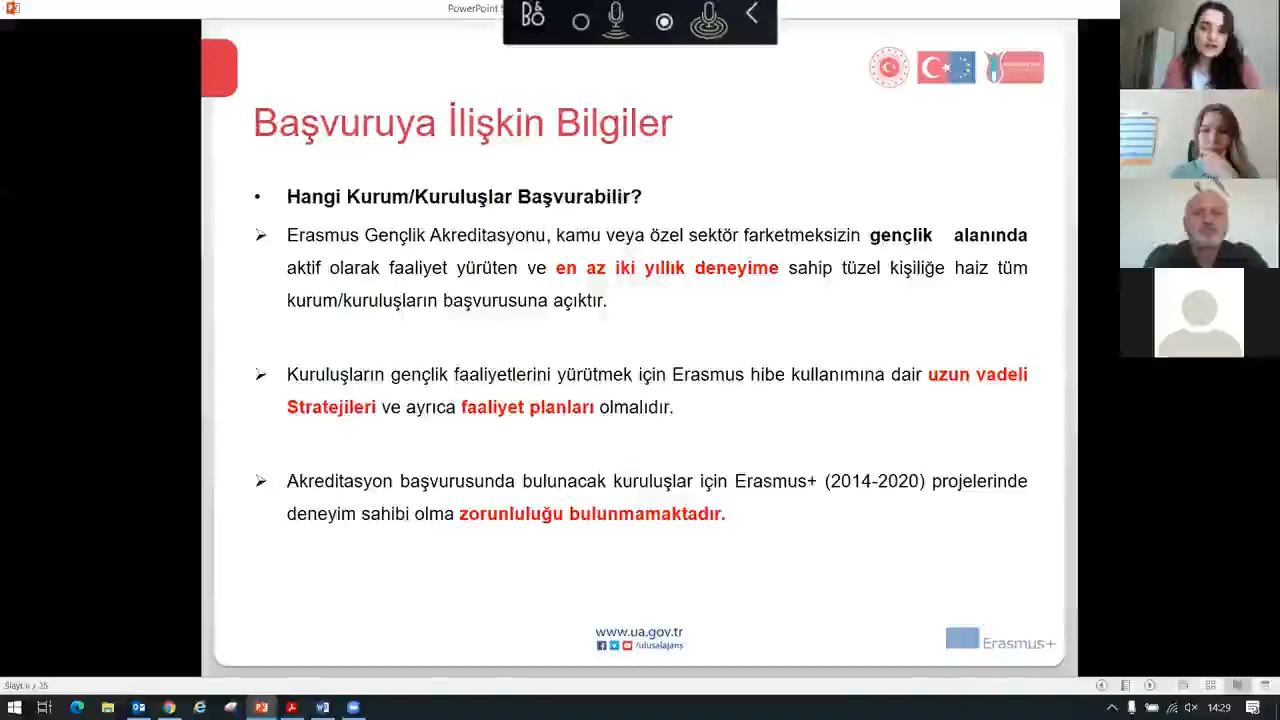 PowerPoint
BO
Başvuruya İlişkin Bilgiler
• Hangi Kurum/Kuruluşlar Başvurabilir?
➢ Erasmus Gençlik Akreditasyonu, kamu veya özel sektör farketmeksizin gençlik alanında
aktif olarak faaliyet yürüten ve en az iki yıllık deneyime sahip tüzel kişiliğe haiz tüm
kurum/kuruluşların başvurusuna açıktır.
➢ Kuruluşların gençlik faaliyetlerini yürütmek için Erasmus hibe kullanımına dair uzun vadeli
Stratejileri ve ayrıca faaliyet planları olmalıdır.
➢ Akreditasyon başvurusunda bulunacak kuruluşlar için Erasmus+ (2014-2020) projelerinde
deneyim sahibi olma zorunluluğu bulunmamaktadır.
www.ua.gov.tr
/ulusalajans
Erasmus+
14:29